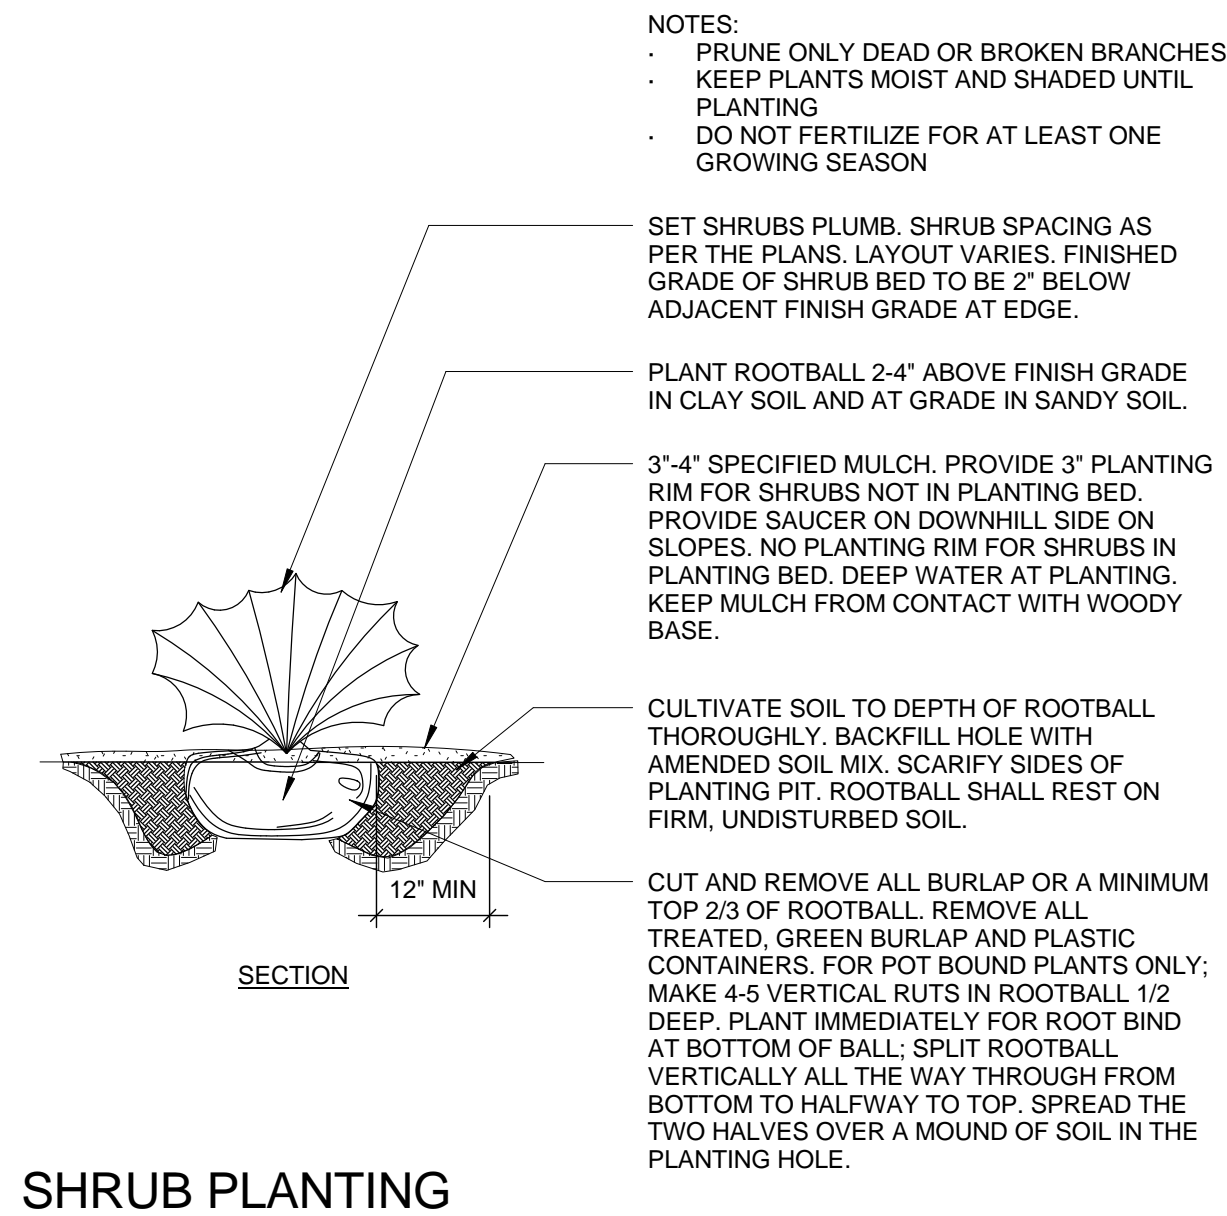 NOTES:
· PRUNE ONLY DEAD OR BROKEN BRANCHES
· KEEP PLANTS MOIST AND SHADED UNTIL
PLANTING
· DO NOT FERTILIZE FOR AT LEAST ONE
GROWING SEASON
SET SHRUBS PLUMB. SHRUB SPACING AS
PER THE PLANS. LAYOUT VARIES. FINISHED
GRADE OF SHRUB BED TO BE 2" BELOW
ADJACENT FINISH GRADE AT EDGE.
PLANT ROOTBALL 2-4" ABOVE FINISH GRADE
IN CLAY SOIL AND AT GRADE IN SANDY SOIL.
3"-4" SPECIFIED MULCH. PROVIDE 3" PLANTING
RIM FOR SHRUBS NOT IN PLANTING BED.
PROVIDE SAUCER ON DOWNHILL SIDE ON
SLOPES. NO PLANTING RIM FOR SHRUBS IN
PLANTING BED. DEEP WATER AT PLANTING.
KEEP MULCH FROM CONTACT WITH WOODY
BASE.
CULTIVATE SOIL TO DEPTH OF ROOTBALL
THOROUGHLY. BACKFILL HOLE WITH
AMENDED SOIL MIX. SCARIFY SIDES OF
PLANTING PIT. ROOTBALL SHALL REST ON
FIRM, UNDISTURBED SOIL.
CUT AND REMOVE ALL BURLAP OR A MINIMUM
TOP 2/3 OF ROOTBALL. REMOVE ALL
TREATED, GREEN BURLAP AND PLASTIC
CONTAINERS. FOR POT BOUND PLANTS ONLY;
MAKE 4-5 VERTICAL RUTS IN ROOTBALL 1/2
DEEP. PLANT IMMEDIATELY FOR ROOT BIND
AT BOTTOM OF BALL; SPLIT ROOTBALL
VERTICALLY ALL THE WAY THROUGH FROM
BOTTOM TO HALFWAY TO TOP. SPREAD THE
TWO HALVES OVER A MOUND OF SOIL IN THE
PLANTING HOLE.
12" MIN
SECTION
SHRUB PLANTING